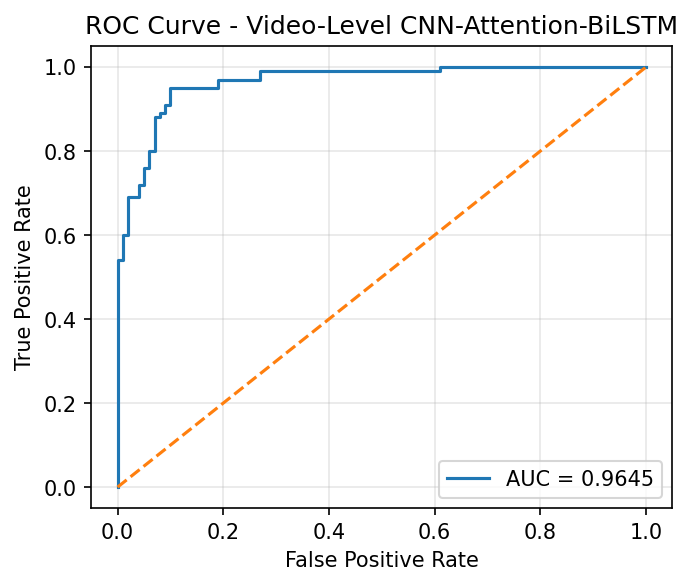 ROC Curve - Video-Level CNN-Attention-BiLSTM
1.0
0.8
0.6
0.4
0.2
0.0
True Positive Rate
AUC = 0.9645
0.0 0.2 0.4 0.6 0.8 1.0
False Positive Rate